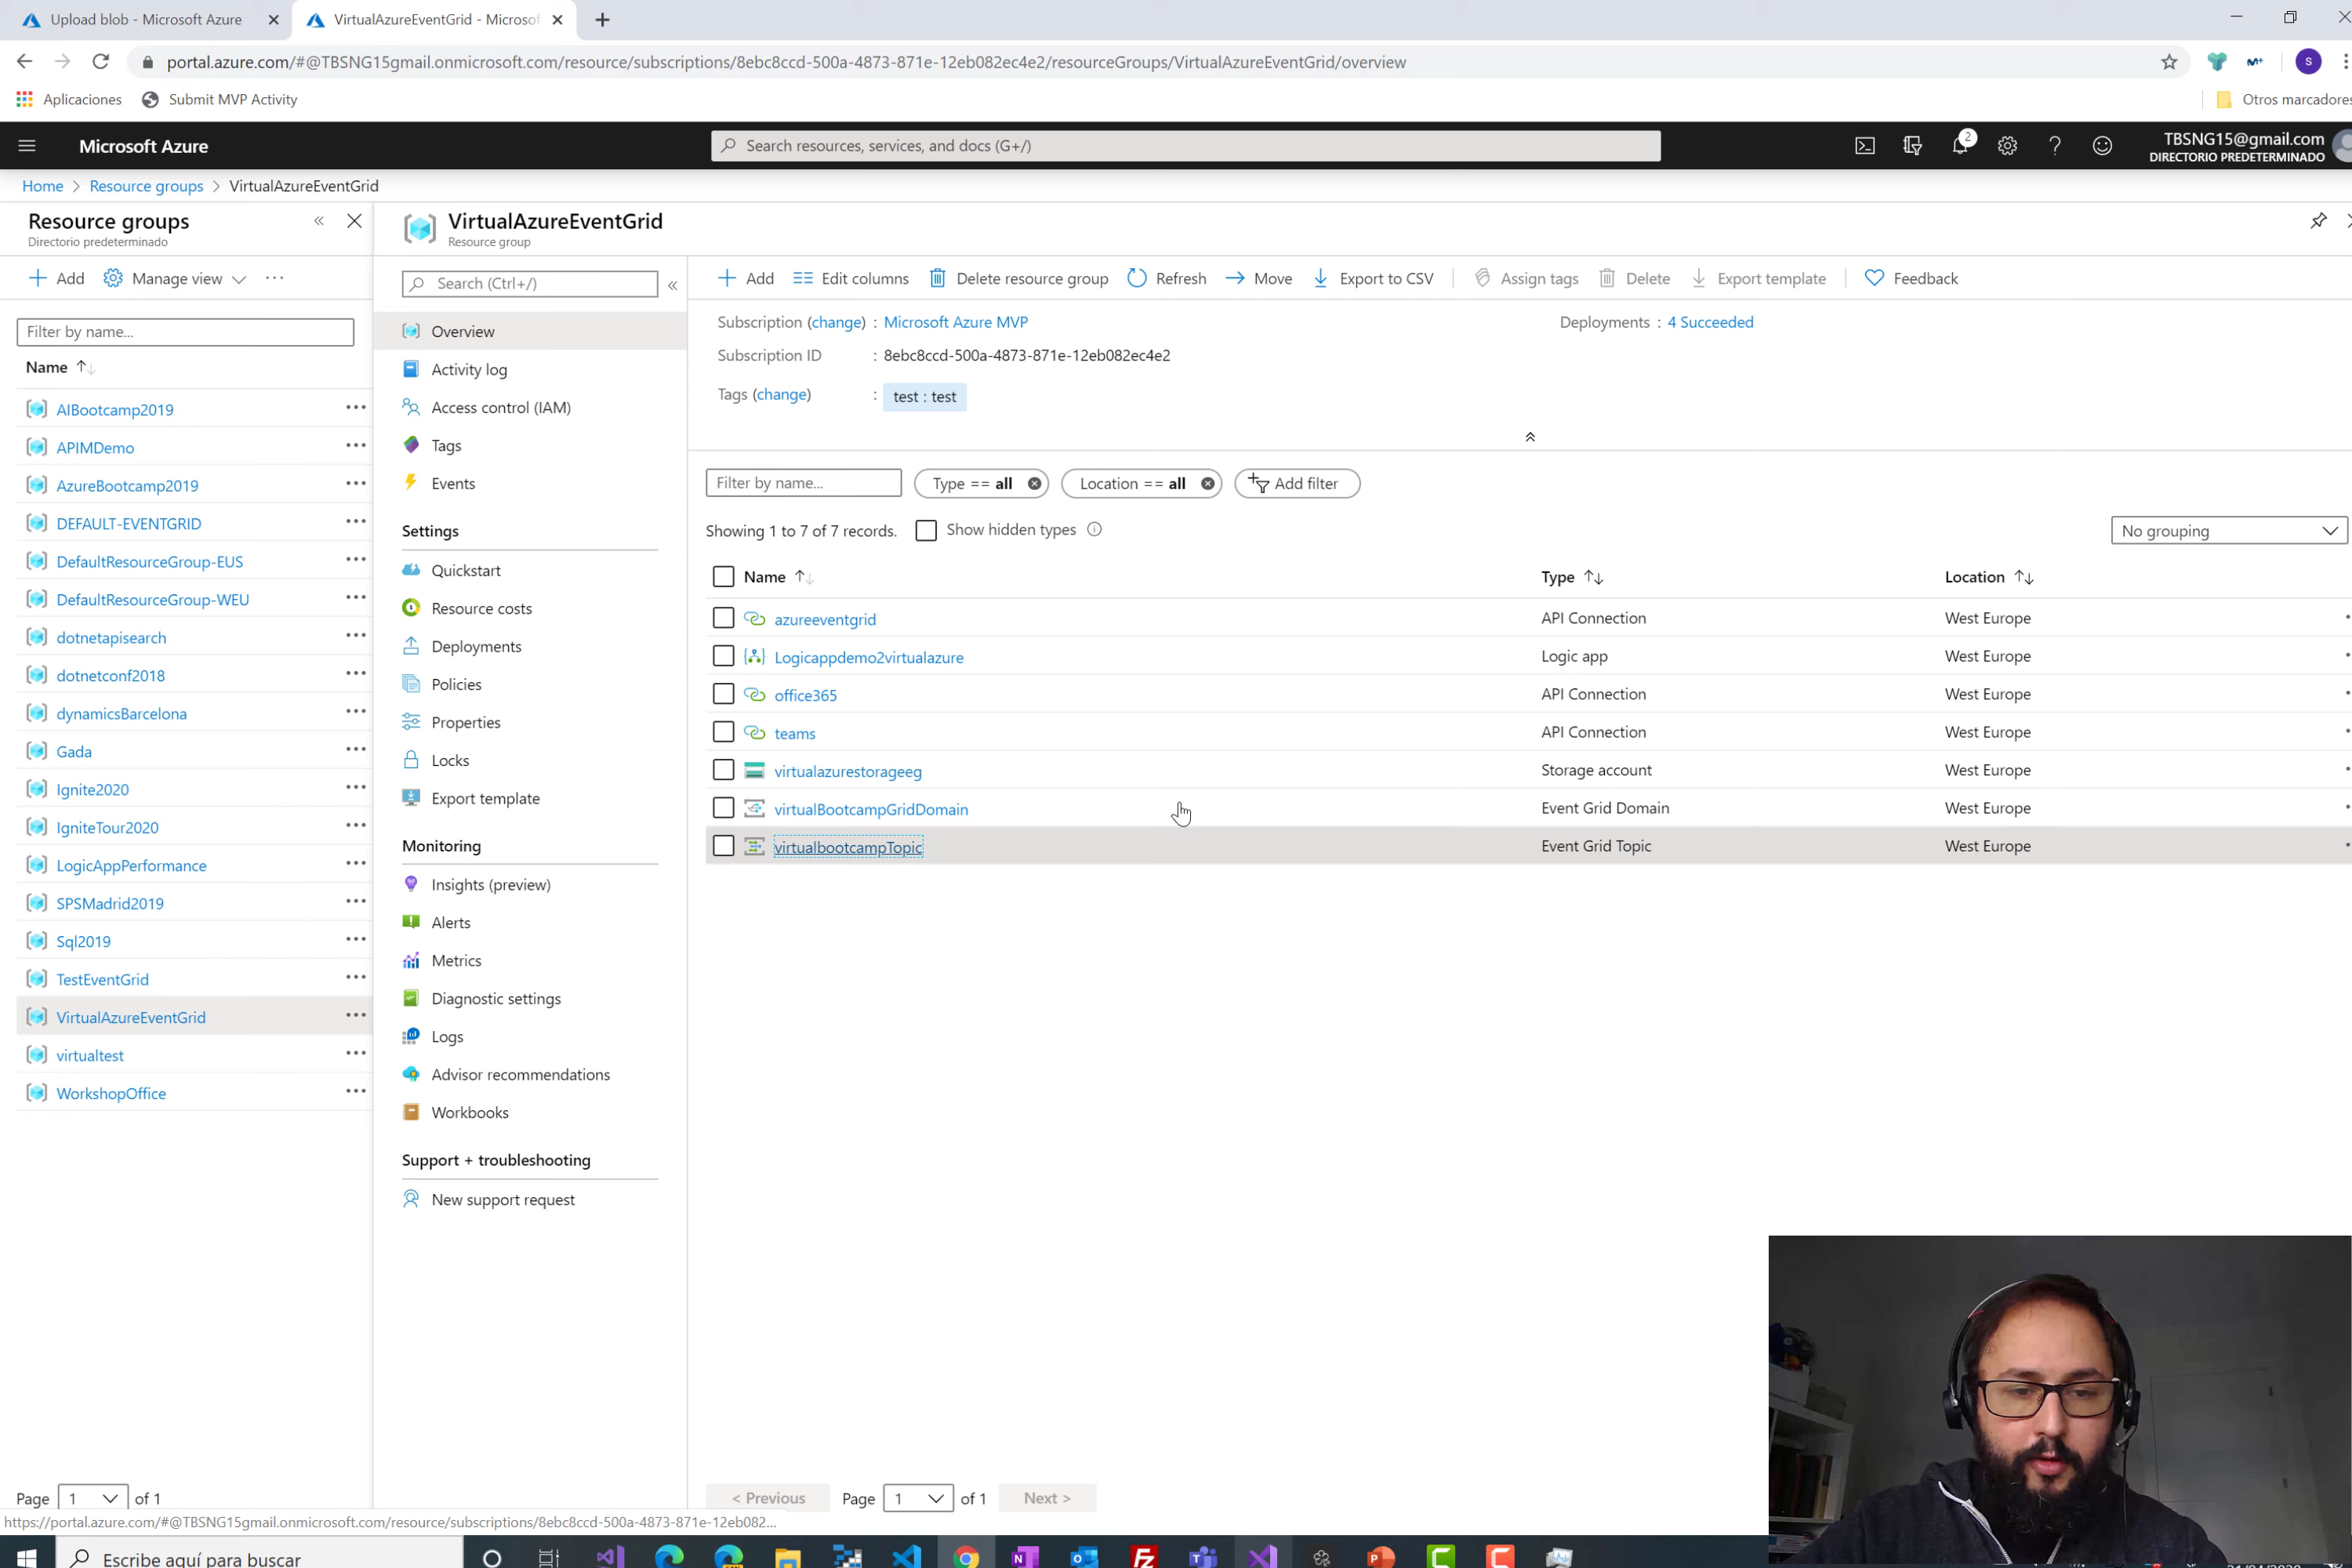 Upload blob - Microsoft Azure
VirtualAzureEventGrid - Microsof
portal.azure.com/#@TBSNG15gmail.onmicrosoft.com/resource/subscriptions/8ebc8ccd-500a-4873-871e-12eb082ec4e2/resourceGroups/VirtualAzureEventGrid/overview
S
Aplicaciones
Submit MVP Activity
Otros marcadores
Microsoft Azure
Search resources, services, and docs (G+/)
2
TBSNG15@gmail.com
DIRECTORIO PREDETERMINADO
Home > Resource groups > VirtualAzureEventGrid
Resource groups
Directorio predeterminado
Add
Manage view
Filter by name...
Name
AIBootcamp2019
APIMDemo
AzureBootcamp2019
DEFAULT-EVENTGRID
DefaultResourceGroup-EUS
DefaultResourceGroup-WEU
dotnetapisearch
dotnetconf2018
dynamicsBarcelona
Gada
Ignite2020
IgniteTour2020
LogicAppPerformance
SPSMadrid2019
Sql2019
TestEventGrid
VirtualAzureEventGrid
virtualtest
WorkshopOffice
Page 1 of 1
VirtualAzureEventGrid
Resource group
Search (Ctrl+/)
Overview
Activity log
Access control (IAM)
Tags
Events
Settings
Quickstart
Resource costs
Deployments
Policies
Properties
Locks
Export template
Monitoring
Insights (preview)
Alerts
Metrics
Diagnostic settings
Logs
Advisor recommendations
Workbooks
Support + troubleshooting
New support request
Add
Edit columns
Delete resource group
Refresh
Move
Export to CSV
Assign tags
Delete
Export template
Feedback
Subscription (change) : Microsoft Azure MVP
Deployments : 4 Succeeded
Subscription ID : 8ebc8ccd-500a-4873-871e-12eb082ec4e2
Tags (change) : test : test
Filter by name...
Type == all
Location == all
Add filter
Showing 1 to 7 of 7 records.
Show hidden types
No grouping
Name Type Location
azureeventgrid API Connection West Europe
Logicappdemo2virtualazure Logic app West Europe
office365 API Connection West Europe
teams API Connection West Europe
virtualazurestorageeg Storage account West Europe
virtualBootcampGridDomain Event Grid Domain West Europe
virtualbootcampTopic Event Grid Topic West Europe
< Previous Page 1 of 1 Next >
https://portal.azure.com/#@TBSNG15gmail.onmicrosoft.com/resource/subscriptions/8ebc8ccd-500a-4873-871e-12eb082...
Escribe aquí para buscar